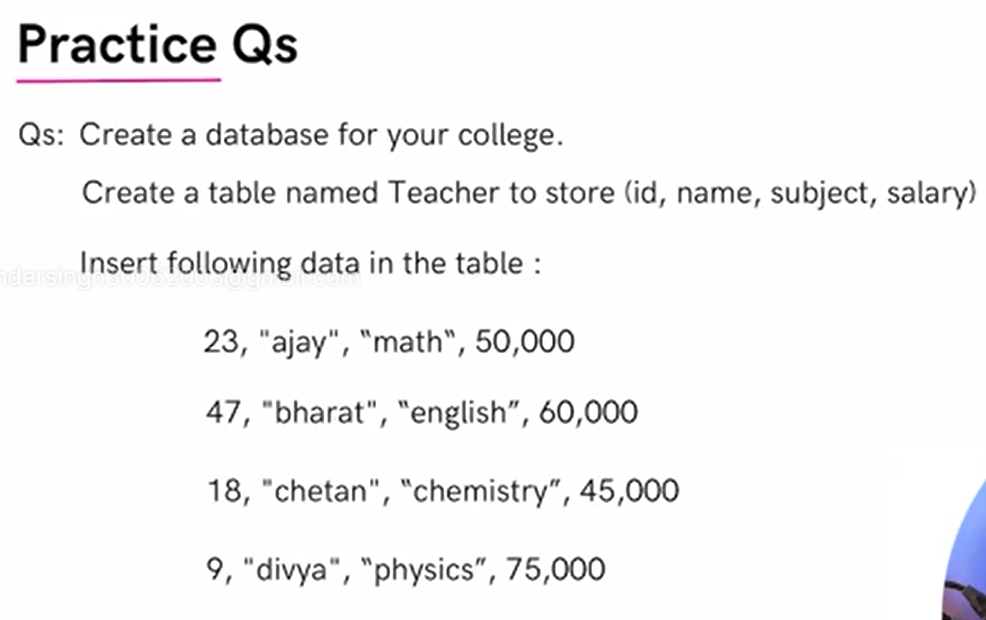 Practice Qs
Qs: Create a database for your college.
Create a table named Teacher to store (id, name, subject, salary)
Insert following data in the table :
23, "ajay", "math", 50,000
47, "bharat", "english", 60,000
18, "chetan", "chemistry", 45,000
9, "divya", "physics", 75,000